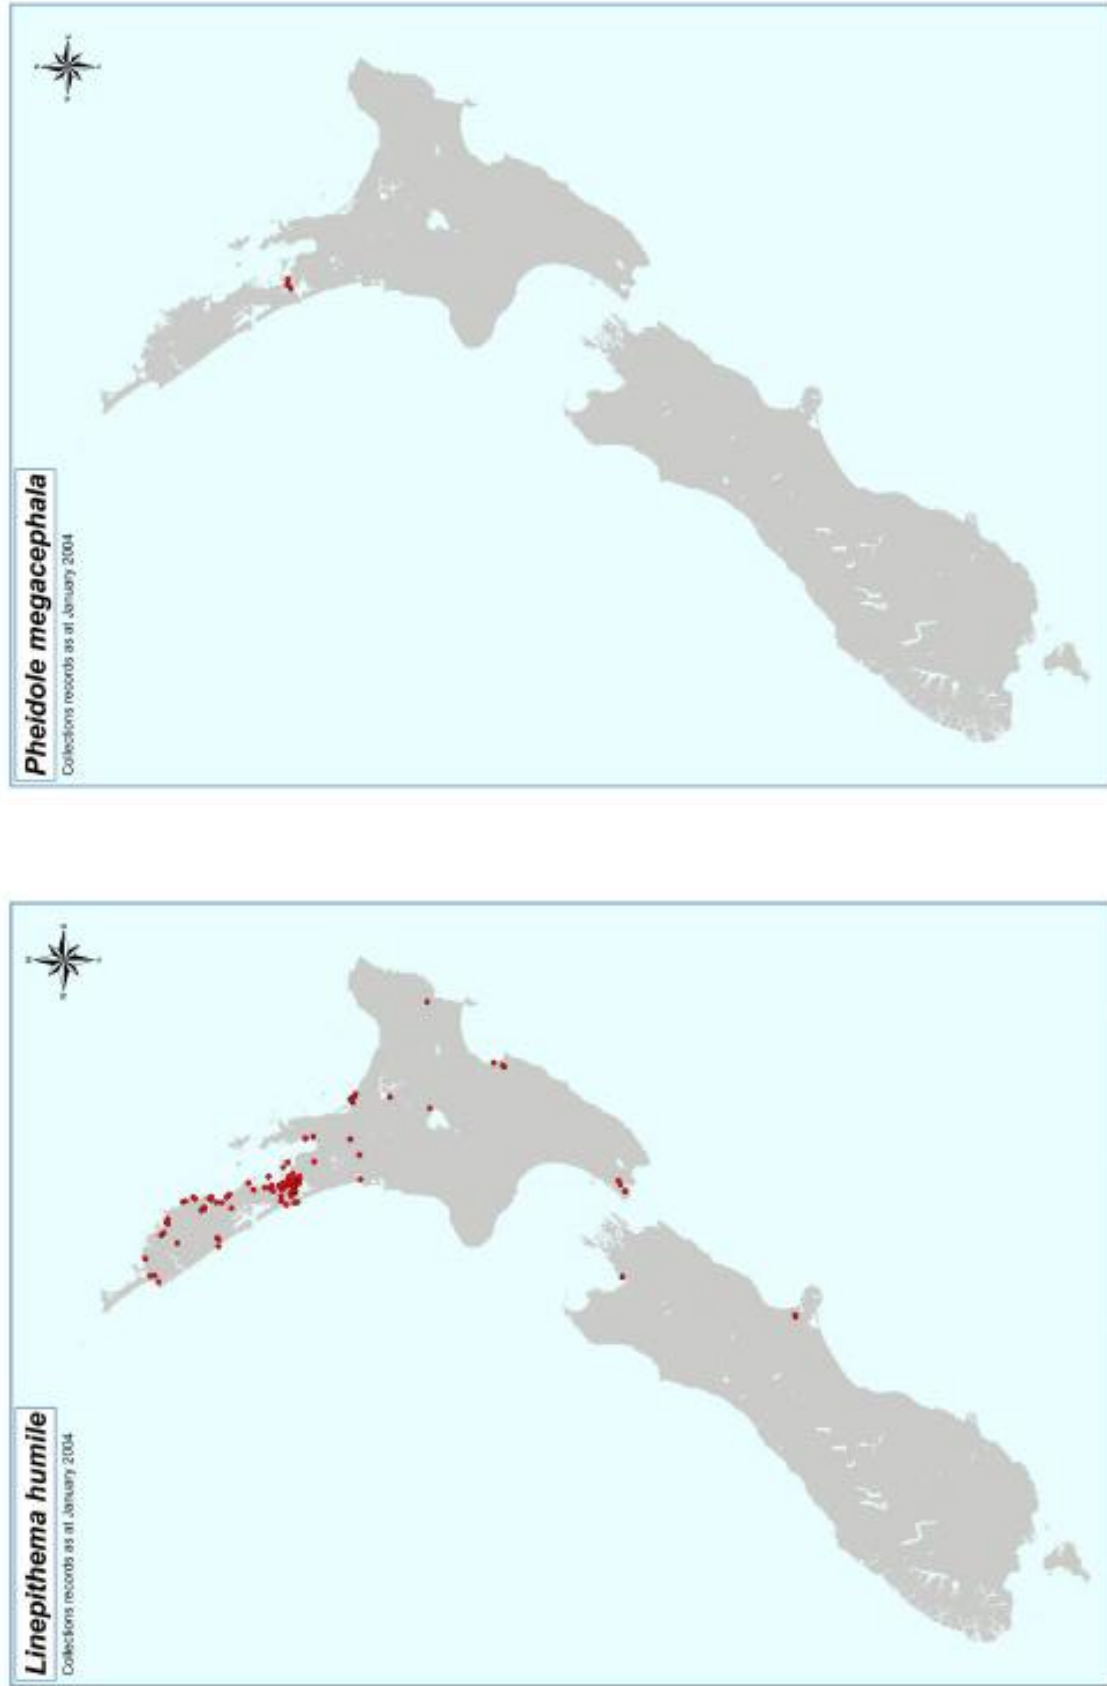 Linepithema humile
Collections records as at January 2004
Pheidole megacephala
Collections records as at January 2004